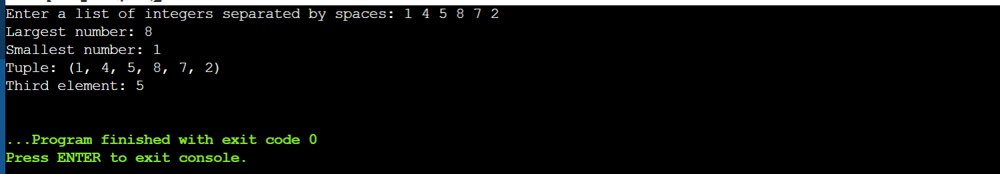 Enter a list of integers separated by spaces: 1 4 5 8 7 2
Largest number: 8
Smallest number: 1
Tuple: (1, 4, 5, 8, 7, 2)
Third element: 5
...Program finished with exit code 0
Press ENTER to exit console.